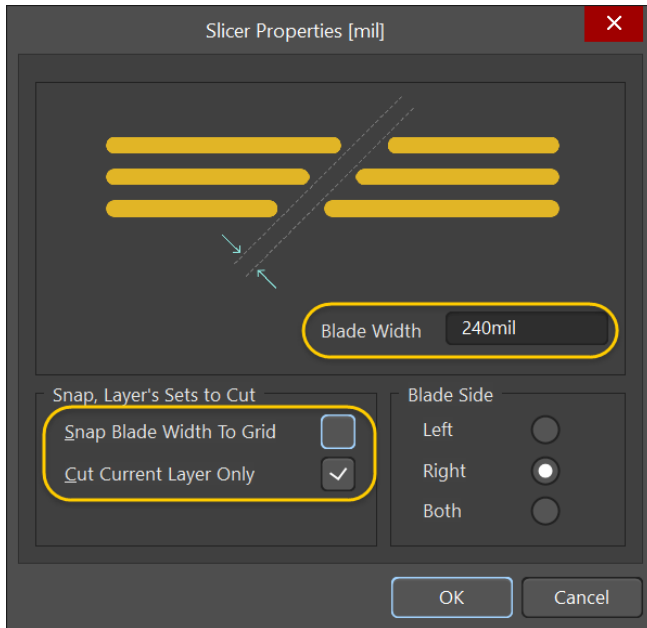 Slicer Properties [mil]
Blade Width 240mil
Snap, Layer's Sets to Cut
Snap Blade Width To Grid
Cut Current Layer Only
Blade Side
Left
Right
Both
OK Cancel